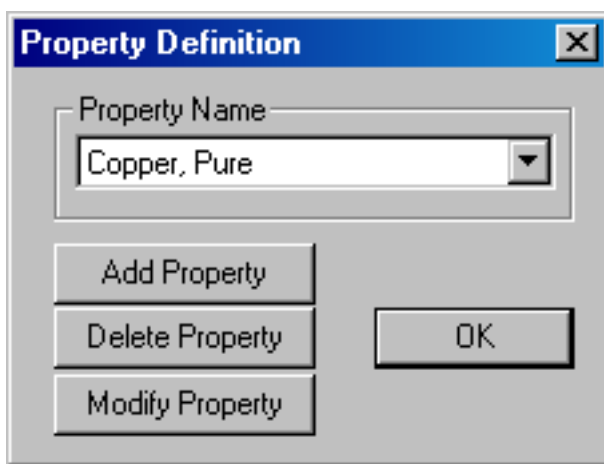 Property Definition
Property Name
Copper, Pure
Add Property
Delete Property
OK
Modify Property